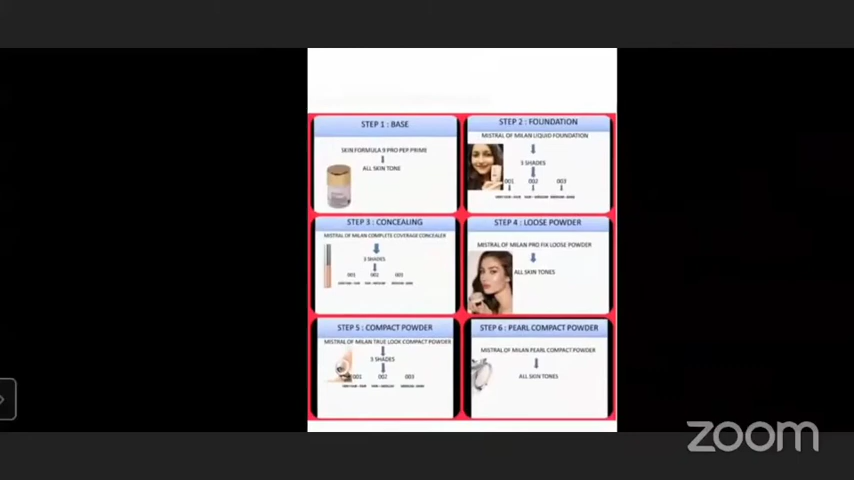 STEP 1 : BASE
SKIN FORMULA 9 PRO PEP PRIME
ALL SKIN TONE
STEP 2 : FOUNDATION
MISTRAL OF MILAN LIQUID FOUNDATION
3 SHADES
001 002 003
STEP 3 : CONCEALING
MISTRAL OF MILAN COMPLETE COVERAGE CONCEALER
3 SHADES
001 002 003
STEP 4 : LOOSE POWDER
MISTRAL OF MILAN PRO FIX LOOSE POWDER
ALL SKIN TONES
STEP 5 : COMPACT POWDER
MISTRAL OF MILAN TRUE LOOK COMPACT POWDER
3 SHADES
001 002 003
STEP 6 : PEARL COMPACT POWDER
MISTRAL OF MILAN PEARL COMPACT POWDER
ALL SKIN TONES
zoom